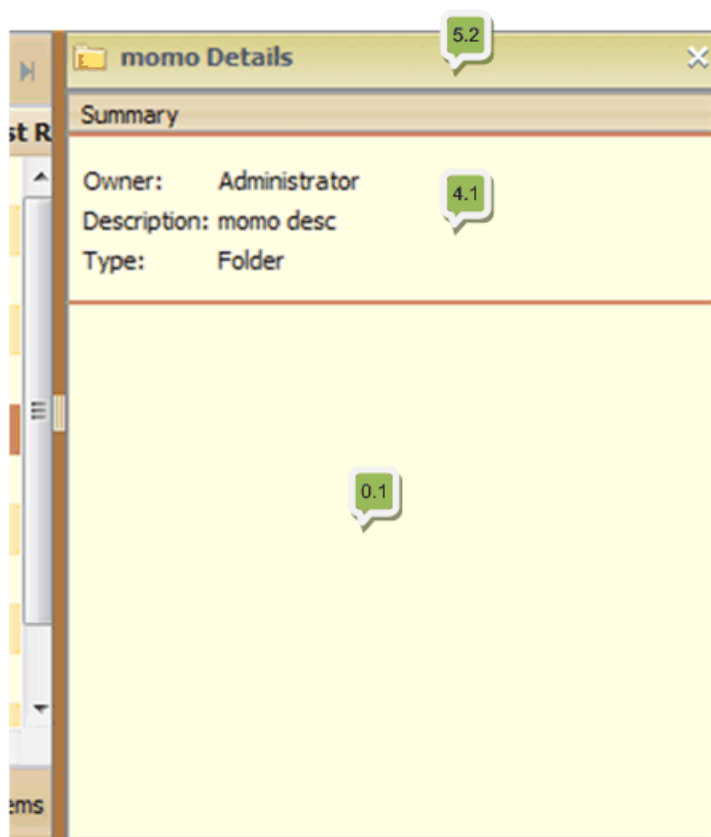 5.2
momo Details
st R
Summary
Owner: Administrator
4.1
Description: momo desc
Type: Folder
0.1
ems